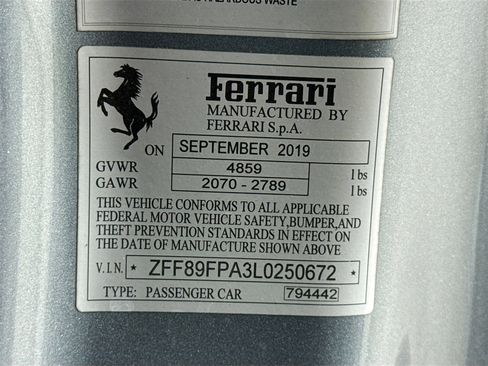 HAZARDOUS WASTE
Ferrari
MANUFACTURED BY
FERRARI S.p.A.
ON SEPTEMBER 2019
GVWR 4859 lbs
GAWR 2070 - 2789 lbs
THIS VEHICLE CONFORMS TO ALL APPLICABLE
FEDERAL MOTOR VEHICLE SAFETY,BUMPER,AND
THEFT PREVENTION STANDARDS IN EFFECT ON
THE DATE OF MANUFACTURE SHOWN ABOVE
V.I.N. * ZFF89FPA3L0250672 *
TYPE: PASSENGER CAR 794442